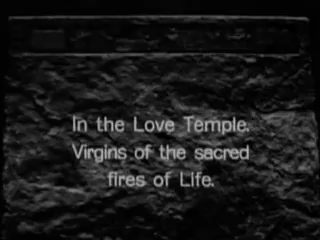 In the Love Temple.
Virgins of the sacred
fires of Life.